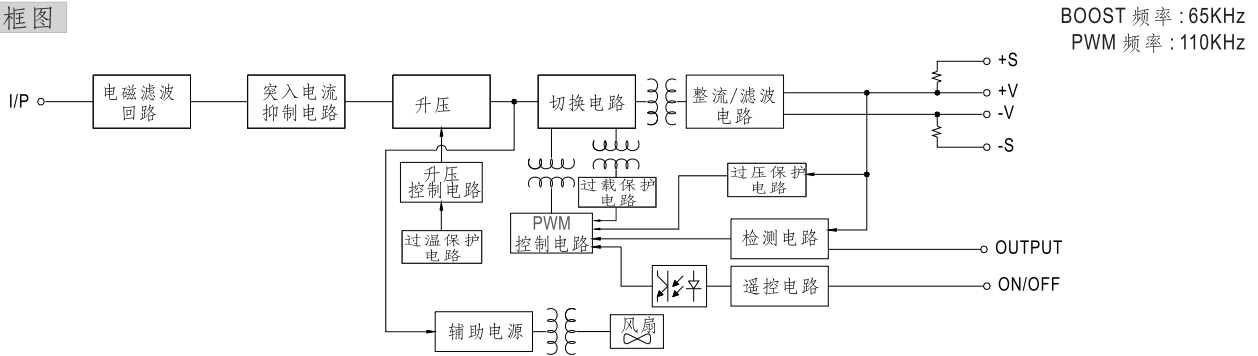 框图
BOOST 频率 : 65KHz
PWM 频率 : 110KHz
+S
I/P
电磁滤波
回路
突入电流
抑制电路
升压
切换电路
整流/滤波
电路
+V
-V
-S
升压
控制电路
过载保护
电路
过压保护
电路
过温保护
电路
PWM
控制电路
检测电路
OUTPUT
遥控电路
ON/OFF
辅助电源
风扇